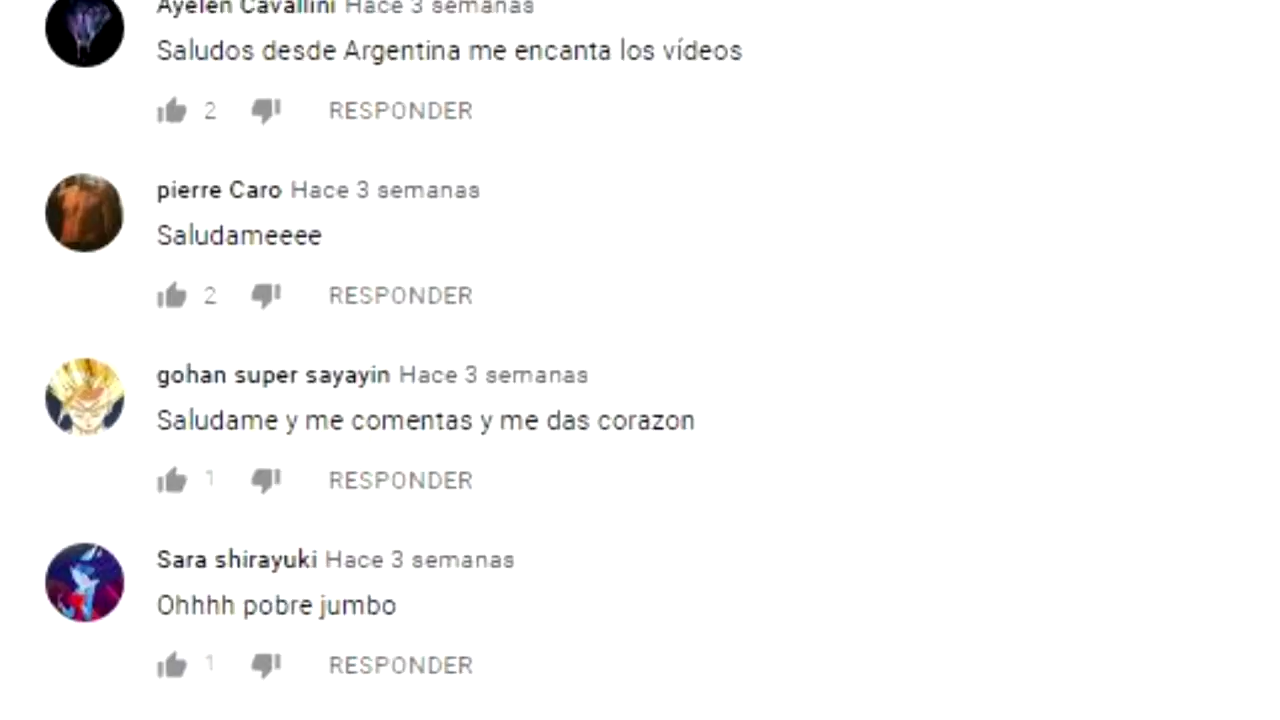 Ayelen Cavallini Hace 3 semanas
Saludos desde Argentina me encanta los vídeos
2 RESPONDER
pierre Caro Hace 3 semanas
Saludameeee
2 RESPONDER
gohan super sayayin Hace 3 semanas
Saludame y me comentas y me das corazon
1 RESPONDER
Sara shirayuki Hace 3 semanas
Ohhhh pobre jumbo
1 RESPONDER